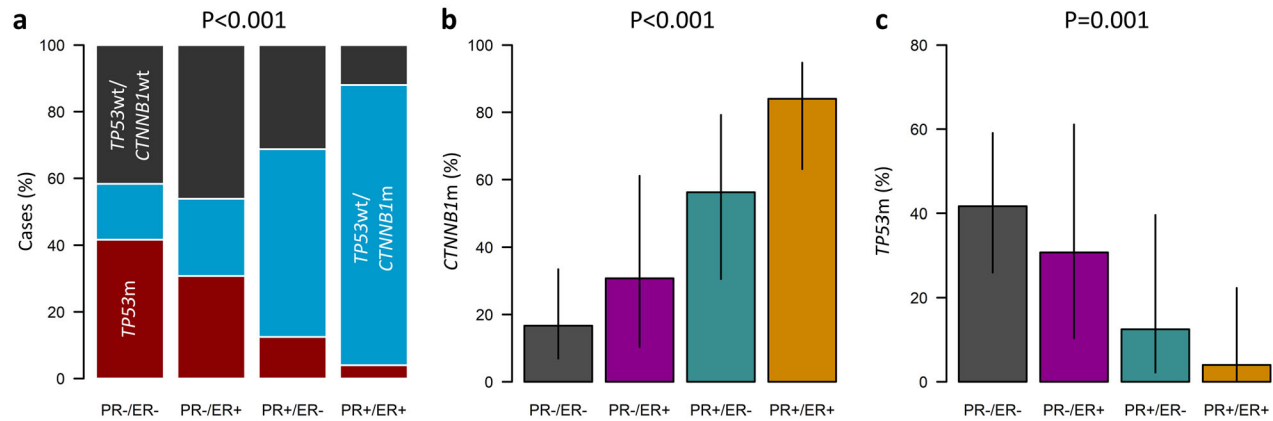 a
P<0.001
Cases (%)
100
80
60
40
20
0
TP53wt/
CTNNB1wt
TP53m
TP53wt/
CTNNB1m
PR-/ER-
PR-/ER+
PR+/ER-
PR+/ER+
b
P<0.001
CTNNB1m (%)
100
80
60
40
20
0
PR-/ER-
PR-/ER+
PR+/ER-
PR+/ER+
c
P=0.001
TP53m (%)
80
60
40
20
0
PR-/ER-
PR-/ER+
PR+/ER-
PR+/ER+